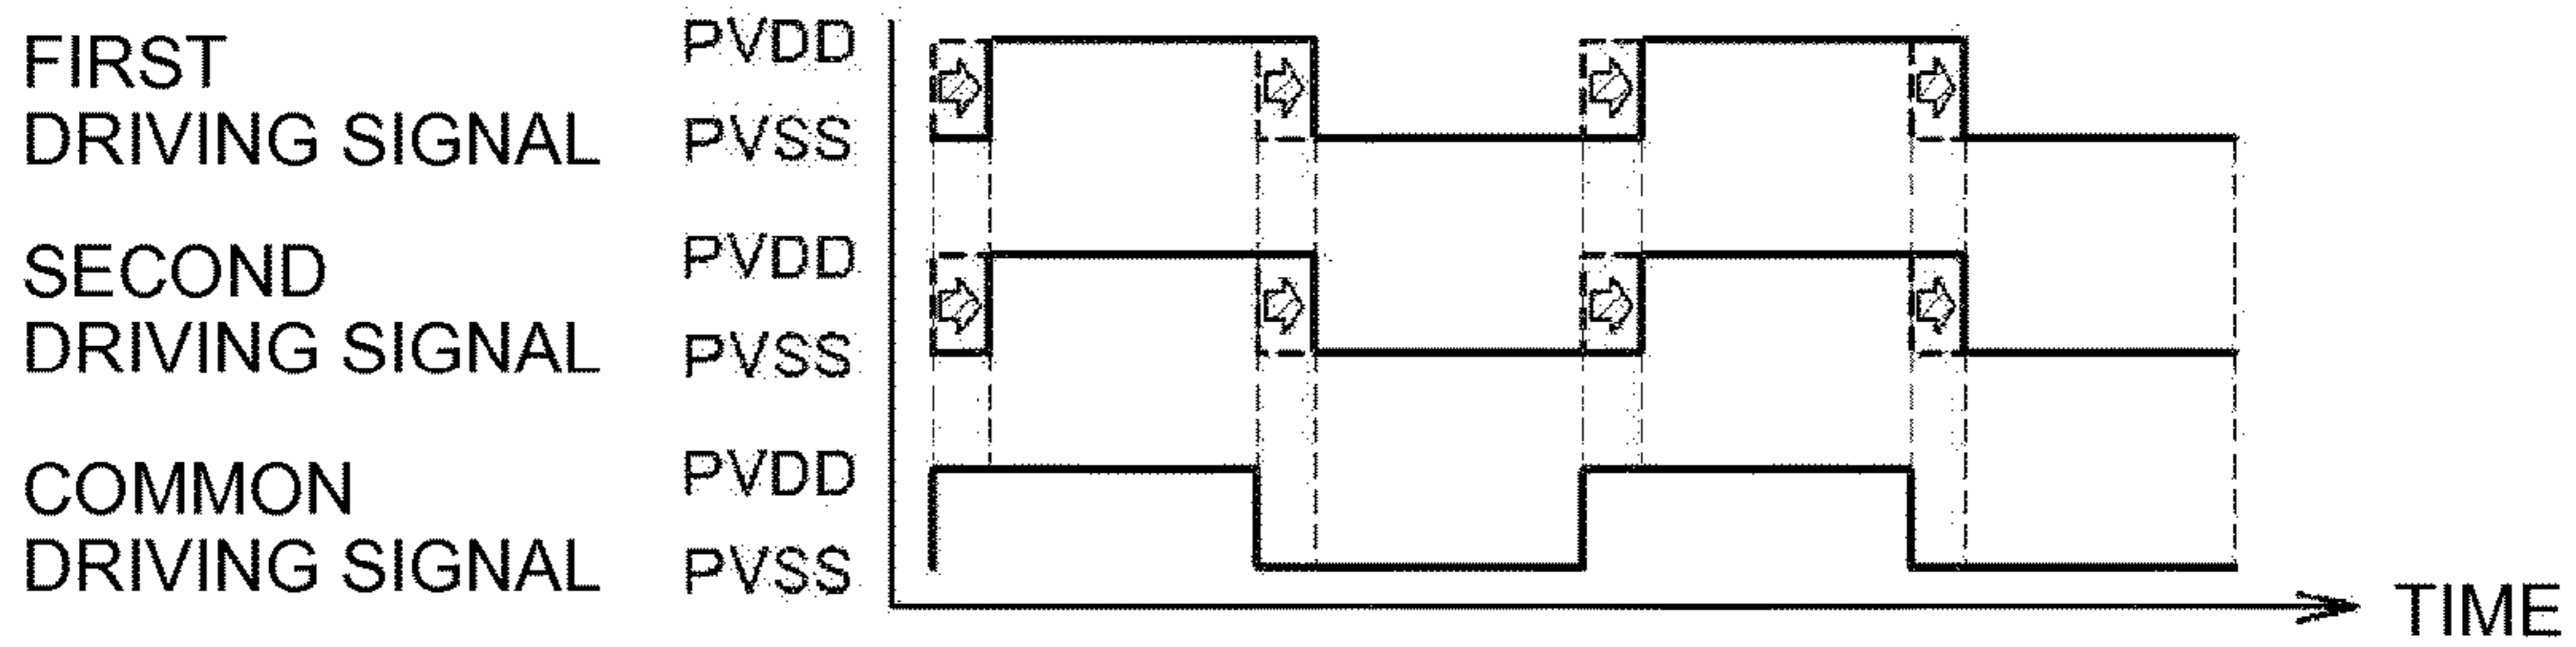 FIRST
DRIVING SIGNAL
PVDD
PVSS
SECOND
DRIVING SIGNAL
PVDD
PVSS
COMMON
DRIVING SIGNAL
PVDD
PVSS
TIME